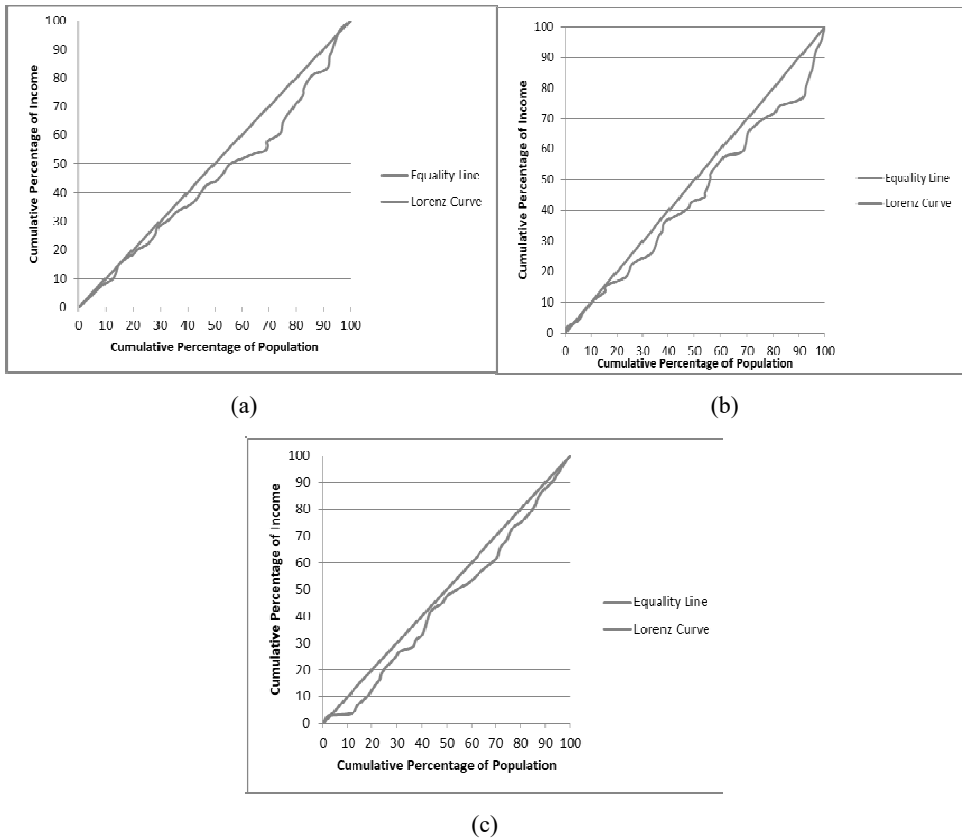 Cumulative Percentage of Income
100
90
80
70
60
50
40
30
20
10
0
0 10 20 30 40 50 60 70 80 90 100
Cumulative Percentage of Population
Equality Line
Lorenz Curve
(a)
Cumulative Percentage of Income
100
90
80
70
60
50
40
30
20
10
0
0 10 20 30 40 50 60 70 80 90 100
Cumulative Percentage of Population
Equality Line
Lorenz Curve
(b)
Cumulative Percentage of Income
100
90
80
70
60
50
40
30
20
10
0
0 10 20 30 40 50 60 70 80 90 100
Cumulative Percentage of Population
Equality Line
Lorenz Curve
(c)